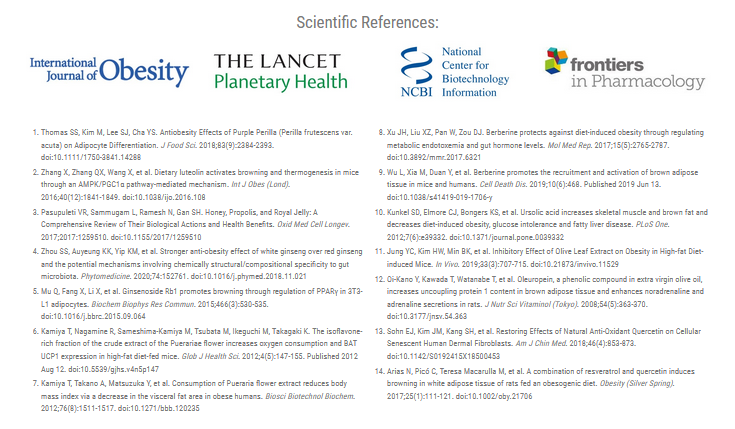 Scientific References:
International
Journal of Obesity
THE LANCET
Planetary Health
NCBI
National
Center for
Biotechnology
Information
frontiers
in Pharmacology
1. Thomas SS, Kim M, Lee SJ, Cha YS. Antiobesity Effects of Purple Perilla (Perilla frutescens var.
acuta) on Adipocyte Differentiation. J Food Sci. 2018;83(9):2384-2393.
doi:10.1111/1750-3841.14288
2. Zhang X, Zhang QX, Wang X, et al. Dietary luteolin activates browning and thermogenesis in mice
through an AMPK/PGC1α pathway-mediated mechanism. Int J Obes (Lond).
2016;40(12):1841-1849. doi:10.1038/ijo.2016.108
3. Pasupuleti VR, Sammugam L, Ramesh N, Gan SH. Honey, Propolis, and Royal Jelly: A
Comprehensive Review of Their Biological Actions and Health Benefits. Oxid Med Cell Longev.
2017;2017:1259510. doi:10.1155/2017/1259510
4. Zhou SS, Auyeung KK, Yip KM, et al. Stronger anti-obesity effect of white ginseng over red ginseng
and the potential mechanisms involving chemically structural/compositional specificity to gut
microbiota. Phytomedicine. 2020;74:152761. doi:10.1016/j.phymed.2018.11.021
5. Mu Q, Fang X, Li X, et al. Ginsenoside Rb1 promotes browning through regulation of PPARγ in 3T3-
L1 adipocytes. Biochem Biophys Res Commun. 2015;466(3):530-535.
doi:10.1016/j.bbrc.2015.09.064
6. Kamiya T, Nagamine R, Sameshima-Kamiya M, Tsubata M, Ikeguchi M, Takagaki K. The isoflavone-
rich fraction of the crude extract of the Puerariae flower increases oxygen consumption and BAT
UCP1 expression in high-fat diet-fed mice. Glob J Health Sci. 2012;4(5):147-155. Published 2012
Aug 12. doi:10.5539/gjhs.v4n5p147
7. Kamiya T, Takano A, Matsuzuka Y, et al. Consumption of Pueraria flower extract reduces body
mass index via a decrease in the visceral fat area in obese humans. Biosci Biotechnol Biochem.
2012;76(8):1511-1517. doi:10.1271/bbb.120235
8. Xu JH, Liu XZ, Pan W, Zou DJ. Berberine protects against diet-induced obesity through regulating
metabolic endotoxemia and gut hormone levels. Mol Med Rep. 2017;15(5):2765-2787.
doi:10.3892/mmr.2017.6321
9. Wu L, Xia M, Duan Y, et al. Berberine promotes the recruitment and activation of brown adipose
tissue in mice and humans. Cell Death Dis. 2019;10(6):468. Published 2019 Jun 13.
doi:10.1038/s41419-019-1706-y
10. Kunkel SD, Elmore CJ, Bongers KS, et al. Ursolic acid increases skeletal muscle and brown fat and
decreases diet-induced obesity, glucose intolerance and fatty liver disease. PLoS One.
2012;7(6):e39332. doi:10.1371/journal.pone.0039332
11. Jung YC, Kim HW, Min BK, et al. Inhibitory Effect of Olive Leaf Extract on Obesity in High-fat Diet-
induced Mice. In Vivo. 2019;33(3):707-715. doi:10.21873/invivo.11529
12. Oi-Kano Y, Kawada T, Watanabe T, et al. Oleuropein, a phenolic compound in extra virgin olive oil,
increases uncoupling protein 1 content in brown adipose tissue and enhances noradrenaline and
adrenaline secretions in rats. J Nutr Sci Vitaminol (Tokyo). 2008;54(5):363-370.
doi:10.3177/jnsv.54.363
13. Sohn EJ, Kim JM, Kang SH, et al. Restoring Effects of Natural Anti-Oxidant Quercetin on Cellular
Senescent Human Dermal Fibroblasts. Am J Chin Med. 2018;46(4):853-873.
doi:10.1142/S0192415X18500453
14. Arias N, Picó C, Teresa Macarulla M, et al. A combination of resveratrol and quercetin induces
browning in white adipose tissue of rats fed an obesogenic diet. Obesity (Silver Spring).
2017;25(1):111-121. doi:10.1002/oby.21706